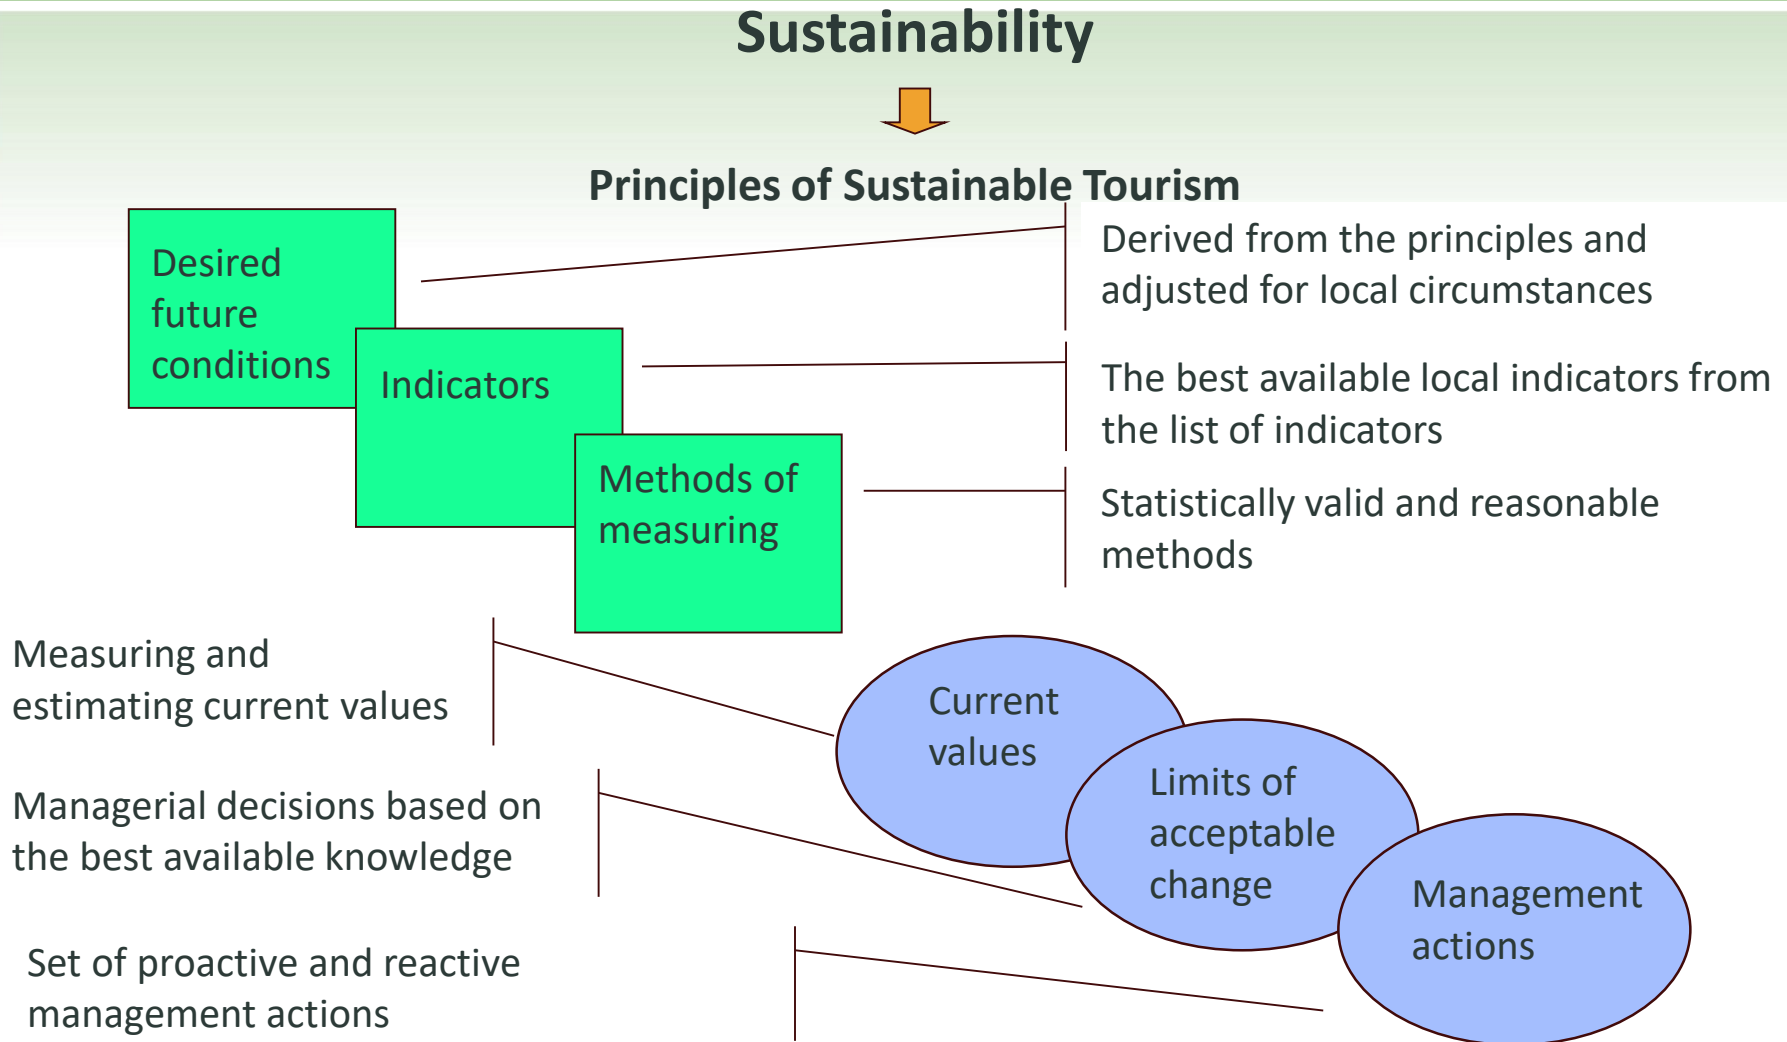 Sustainability
Principles of Sustainable Tourism
Desired
future
conditions
Derived from the principles and
adjusted for local circumstances
Indicators
The best available local indicators from
the list of indicators
Methods of
measuring
Statistically valid and reasonable
methods
Measuring and
estimating current values
Current
values
Managerial decisions based on
the best available knowledge
Limits of
acceptable
change
Set of proactive and reactive
management actions
Management
actions